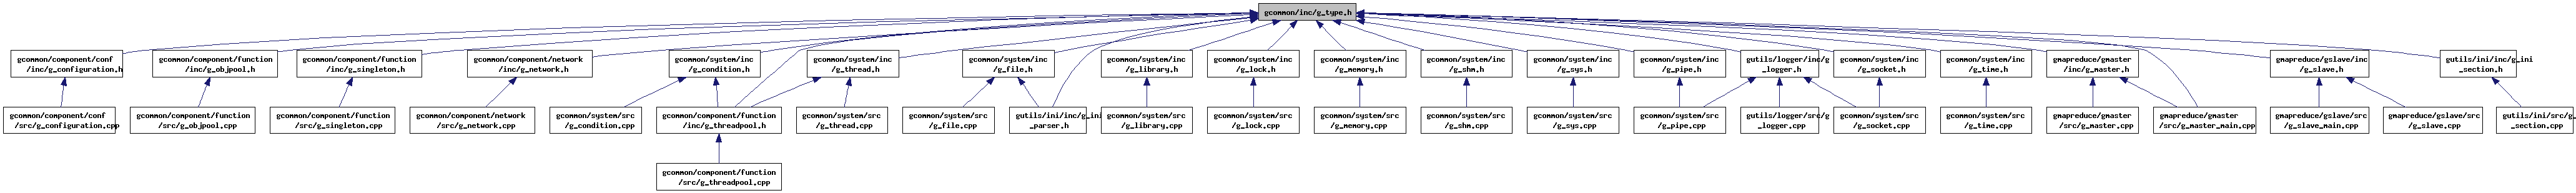 gcommon/inc/g_type.h
gcommon/component/conf
/inc/g_configuration.h
gcommon/component/function
/inc/g_objpool.h
gcommon/component/function
/inc/g_singleton.h
gcommon/component/network
/inc/g_network.h
gcommon/system/inc
/g_condition.h
gcommon/system/inc
/g_thread.h
gcommon/system/inc
/g_file.h
gcommon/system/inc
/g_library.h
gcommon/system/inc
/g_lock.h
gcommon/system/inc
/g_memory.h
gcommon/system/inc
/g_shm.h
gcommon/system/inc
/g_sys.h
gcommon/system/inc
/g_pipe.h
gutils/logger/inc/g
_logger.h
gcommon/system/inc
/g_socket.h
gcommon/system/inc
/g_time.h
gmapreduce/gmaster
/inc/g_master.h
gmapreduce/gslave/inc
/g_slave.h
gutils/ini/inc/g_ini
_section.h
gcommon/component/conf
/src/g_configuration.cpp
gcommon/component/function
/src/g_objpool.cpp
gcommon/component/function
/src/g_singleton.cpp
gcommon/component/network
/src/g_network.cpp
gcommon/system/src
/g_condition.cpp
gcommon/component/function
/inc/g_threadpool.h
gcommon/system/src
/g_thread.cpp
gcommon/system/src
/g_file.cpp
gutils/ini/inc/g_ini
_parser.h
gcommon/system/src
/g_library.cpp
gcommon/system/src
/g_lock.cpp
gcommon/system/src
/g_memory.cpp
gcommon/system/src
/g_shm.cpp
gcommon/system/src
/g_sys.cpp
gcommon/system/src
/g_pipe.cpp
gutils/logger/src/g
_logger.cpp
gcommon/system/src
/g_socket.cpp
gcommon/system/src
/g_time.cpp
gmapreduce/gmaster
/src/g_master.cpp
gmapreduce/gmaster
/src/g_master_main.cpp
gmapreduce/gslave/src
/g_slave_main.cpp
gmapreduce/gslave/src
/g_slave.cpp
gutils/ini/src/g_
_section.cpp
gcommon/component/function
/src/g_threadpool.cpp